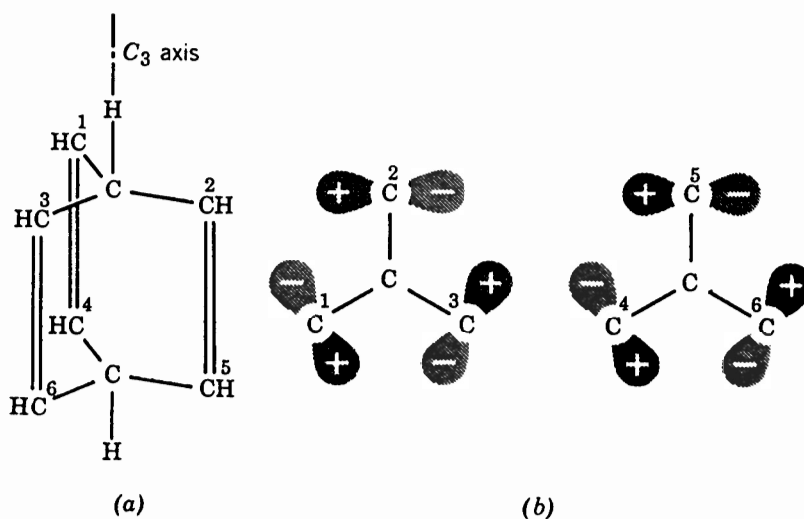 C₃ axis
H
1
HC
3
2
HC
C
CH
4
HC
6
5
HC
C
CH
H
(a)
2
+ C −
− +
C
1 3
C C
+ −
5
+ C −
− +
C
4 6
C C
+ −
(b)